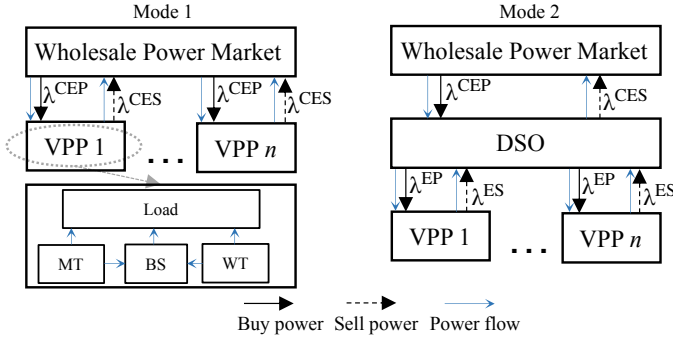 Mode 1
Wholesale Power Market
λCEP
λCES
λCEP
λCES
VPP 1
...
VPP n
Load
MT
BS
WT
Mode 2
Wholesale Power Market
λCEP
λCES
DSO
λEP
λES
λEP
λES
VPP 1
...
VPP n
Buy power
Sell power
Power flow